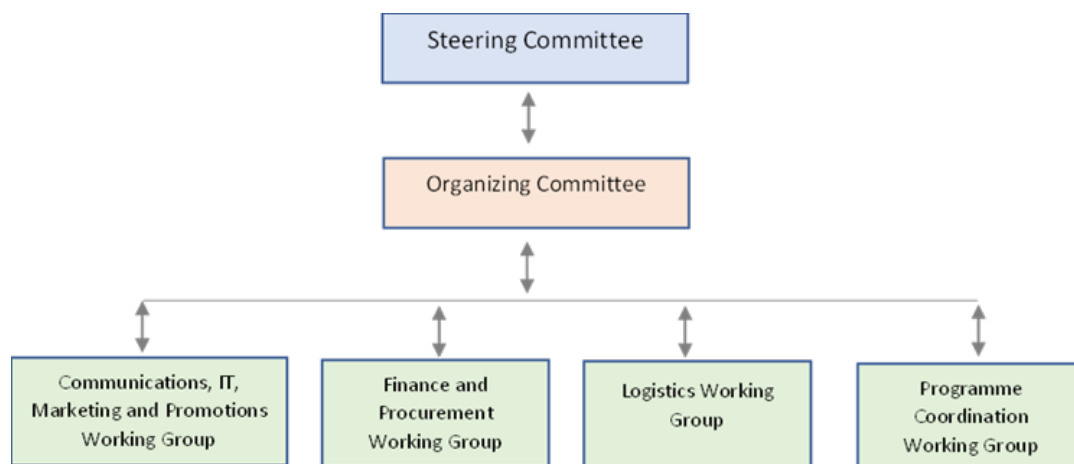 Steering Committee
Organizing Committee
Communications, IT,
Marketing and Promotions
Working Group
Finance and
Procurement
Working Group
Logistics Working
Group
Programme
Coordination
Working Group